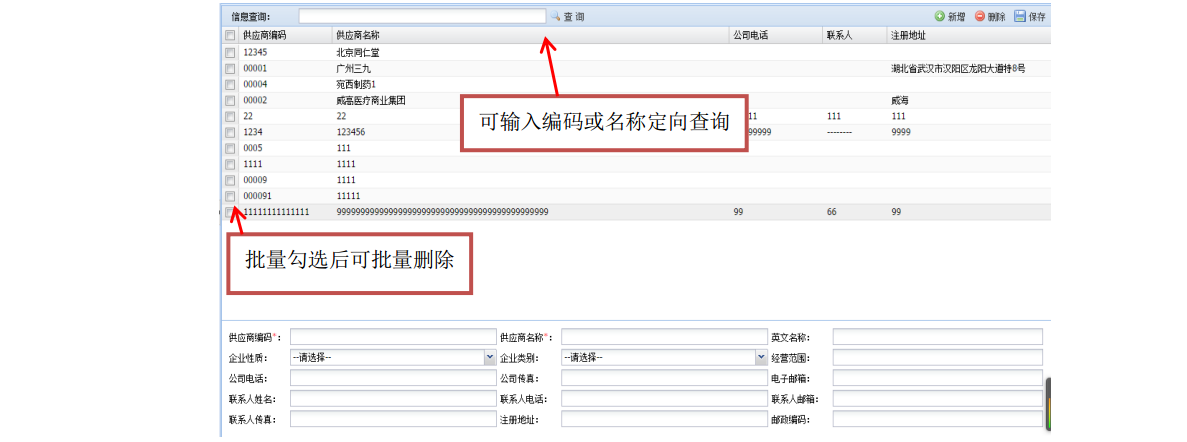 信息查询: 查 询 新增 删除 保存
供应商编码 供应商名称 公司电话 联系人 注册地址
12345 北京同仁堂
00001 广州三九 湖北省武汉市汉阳区龙阳大道特8号
00004 宛西制药1
00002 威高医疗商业集团 威海
可输入编码或名称定向查询
22 22 11 111 111
1234 123456 99999 -------- 9999
0005 111
1111 1111
00009 1111
000091 11111
11111111111111 99 66 99
批量勾选后可批量删除
供应商编码*: 供应商名称*: 英文名称:
企业性质: --请选择-- 企业类别: --请选择-- 经营范围:
公司电话: 公司传真: 电子邮箱:
联系人姓名: 联系人电话: 联系人邮箱:
联系人传真: 注册地址: 邮政编码: